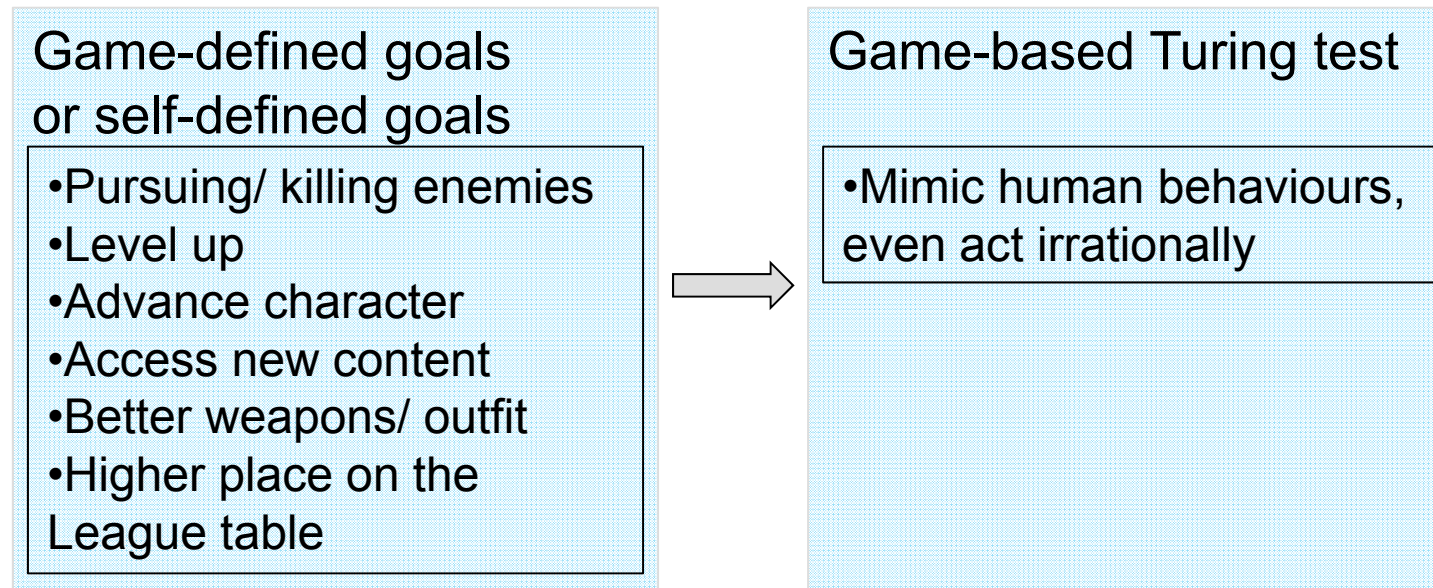 Game-defined goals
or self-defined goals
•Pursuing/ killing enemies
•Level up
•Advance character
•Access new content
•Better weapons/ outfit
•Higher place on the
League table
Game-based Turing test
•Mimic human behaviours,
even act irrationally